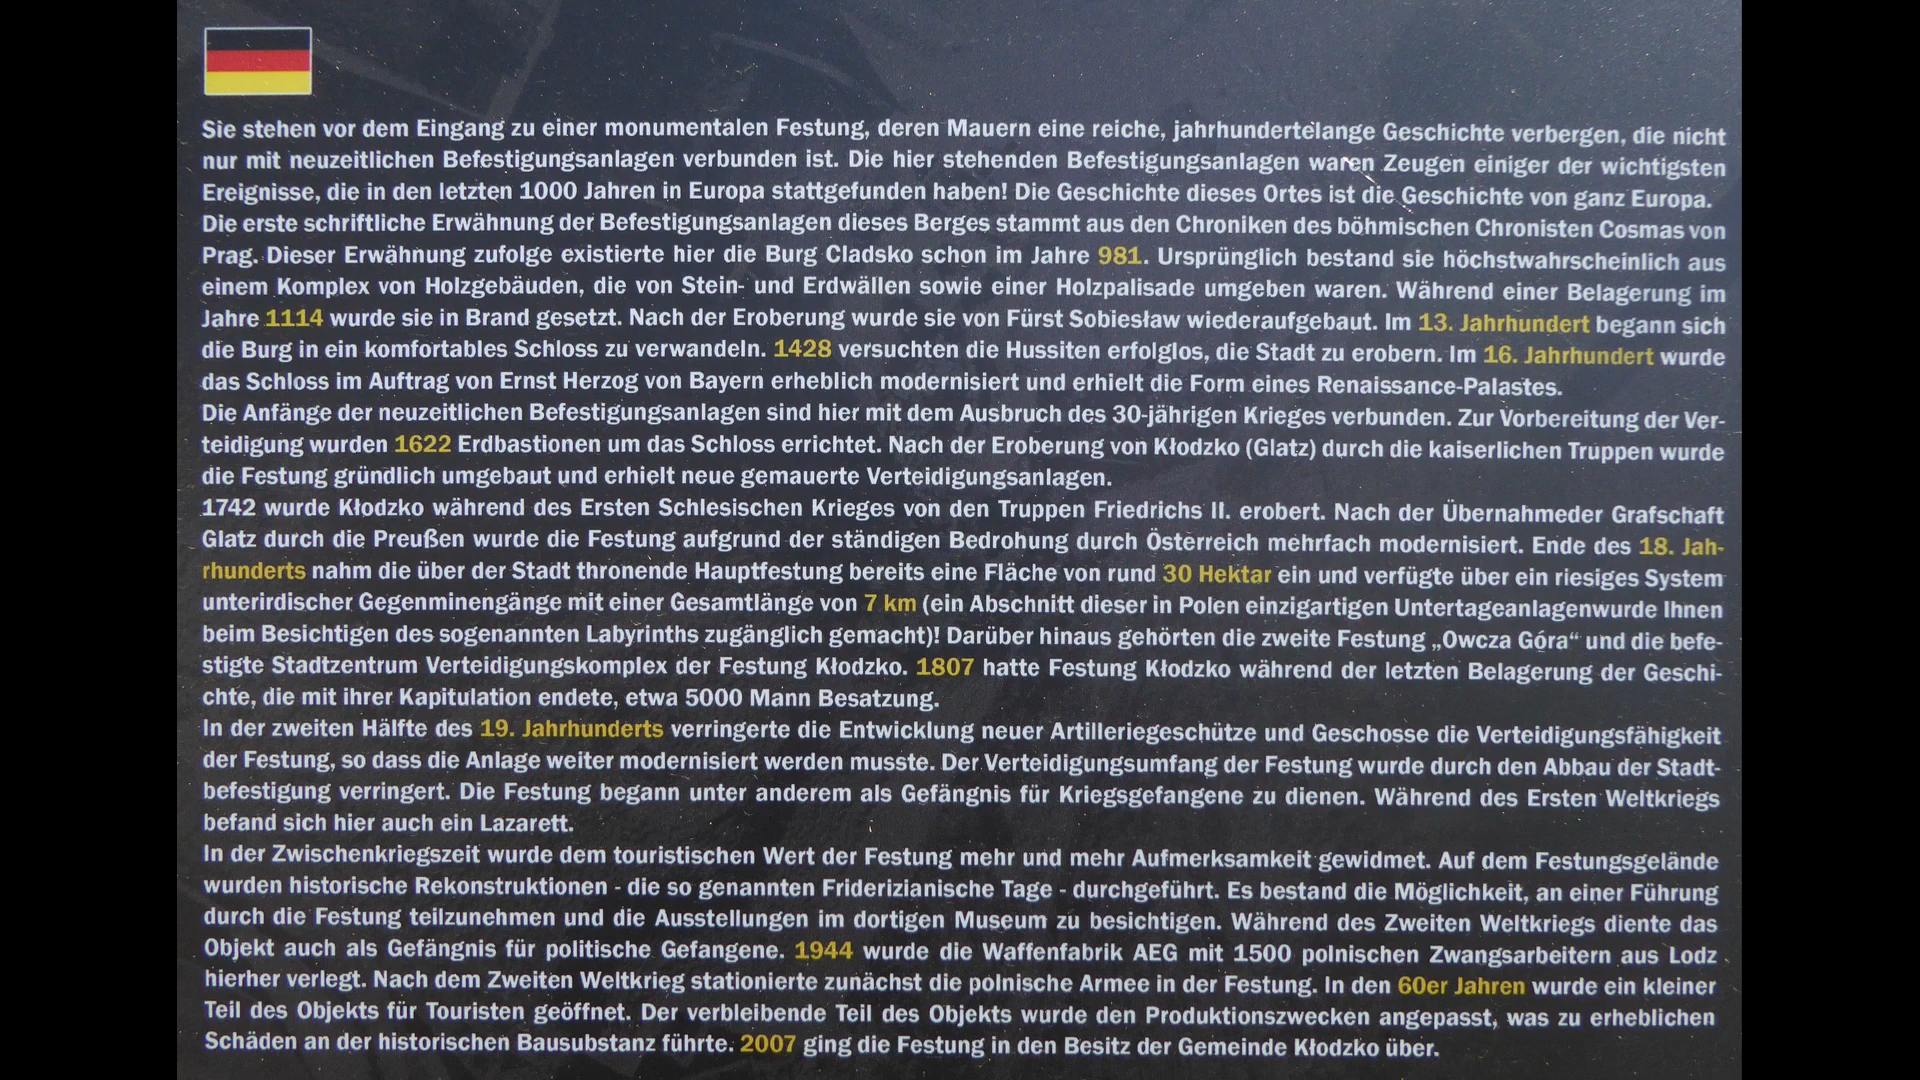 Sie stehen vor dem Eingang zu einer monumentalen Festung, deren Mauern eine reiche, jahrhundertelange Geschichte verbergen, die nicht
nur mit neuzeitlichen Befestigungsanlagen verbunden ist. Die hier stehenden Befestigungsanlagen waren Zeugen einiger der wichtigsten
Ereignisse, die in den letzten 1000 Jahren in Europa stattgefunden haben! Die Geschichte dieses Ortes ist die Geschichte von ganz Europa.
Die erste schriftliche Erwähnung der Befestigungsanlagen dieses Berges stammt aus den Chroniken des böhmischen Chronisten Cosmas von
Prag. Dieser Erwähnung zufolge existierte hier die Burg Cladsko schon im Jahre 981. Ursprünglich bestand sie höchstwahrscheinlich aus
einem Komplex von Holzgebäuden, die von Stein- und Erdwällen sowie einer Holzpalisade umgeben waren. Während einer Belagerung im
Jahre 1114 wurde sie in Brand gesetzt. Nach der Eroberung wurde sie von Fürst Sobiesław wiederaufgebaut. Im 13. Jahrhundert begann sich
die Burg in ein komfortables Schloss zu verwandeln. 1428 versuchten die Hussiten erfolglos, die Stadt zu erobern. Im 16. Jahrhundert wurde
das Schloss im Auftrag von Ernst Herzog von Bayern erheblich modernisiert und erhielt die Form eines Renaissance-Palastes.
Die Anfänge der neuzeitlichen Befestigungsanlagen sind hier mit dem Ausbruch des 30-jährigen Krieges verbunden. Zur Vorbereitung der Ver-
teidigung wurden 1622 Erdbastionen um das Schloss errichtet. Nach der Eroberung von Kłodzko (Glatz) durch die kaiserlichen Truppen wurde
die Festung gründlich umgebaut und erhielt neue gemauerte Verteidigungsanlagen.
1742 wurde Kłodzko während des Ersten Schlesischen Krieges von den Truppen Friedrichs II. erobert. Nach der Übernahmeder Grafschaft
Glatz durch die Preußen wurde die Festung aufgrund der ständigen Bedrohung durch Österreich mehrfach modernisiert. Ende des 18. Jah-
rhunderts nahm die über der Stadt thronende Hauptfestung bereits eine Fläche von rund 30 Hektar ein und verfügte über ein riesiges System
unterirdischer Gegenminengänge mit einer Gesamtlänge von 7 km (ein Abschnitt dieser in Polen einzigartigen Untertageanlagenwurde Ihnen
beim Besichtigen des sogenannten Labyrinths zugänglich gemacht)! Darüber hinaus gehörten die zweite Festung „Owcza Góra“ und die befe-
stigte Stadtzentrum Verteidigungskomplex der Festung Kłodzko. 1807 hatte Festung Kłodzko während der letzten Belagerung der Geschi-
chte, die mit ihrer Kapitulation endete, etwa 5000 Mann Besatzung.
In der zweiten Hälfte des 19. Jahrhunderts verringerte die Entwicklung neuer Artilleriegeschütze und Geschosse die Verteidigungsfähigkeit
der Festung, so dass die Anlage weiter modernisiert werden musste. Der Verteidigungsumfang der Festung wurde durch den Abbau der Stadt-
befestigung verringert. Die Festung begann unter anderem als Gefängnis für Kriegsgefangene zu dienen. Während des Ersten Weltkriegs
befand sich hier auch ein Lazarett.
In der Zwischenkriegszeit wurde dem touristischen Wert der Festung mehr und mehr Aufmerksamkeit gewidmet. Auf dem Festungsgelände
wurden historische Rekonstruktionen - die so genannten Friderizianische Tage - durchgeführt. Es bestand die Möglichkeit, an einer Führung
durch die Festung teilzunehmen und die Ausstellungen im dortigen Museum zu besichtigen. Während des Zweiten Weltkriegs diente das
Objekt auch als Gefängnis für politische Gefangene. 1944 wurde die Waffenfabrik AEG mit 1500 polnischen Zwangsarbeitern aus Lodz
hierher verlegt. Nach dem Zweiten Weltkrieg stationierte zunächst die polnische Armee in der Festung. In den 60er Jahren wurde ein kleiner
Teil des Objekts für Touristen geöffnet. Der verbleibende Teil des Objekts wurde den Produktionszwecken angepasst, was zu erheblichen
Schäden an der historischen Bausubstanz führte. 2007 ging die Festung in den Besitz der Gemeinde Kłodzko über.